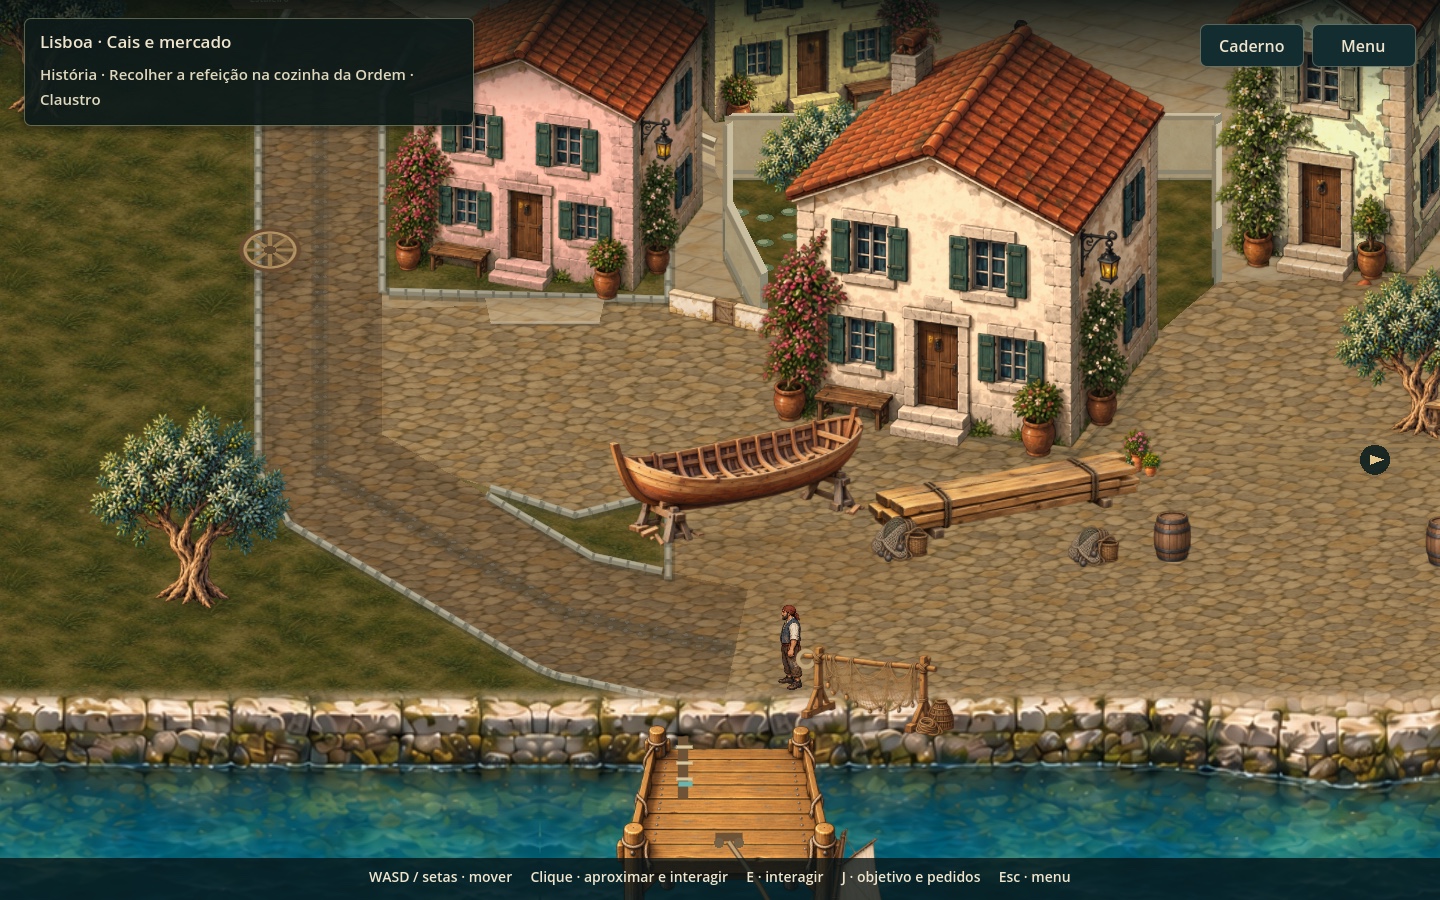 Lisboa · Cais e mercado
História · Recolher a refeição na cozinha da Ordem ·
Claustro
Caderno
Menu
WASD / setas · mover
Clique · aproximar e interagir
E · interagir
J · objetivo e pedidos
Esc · menu